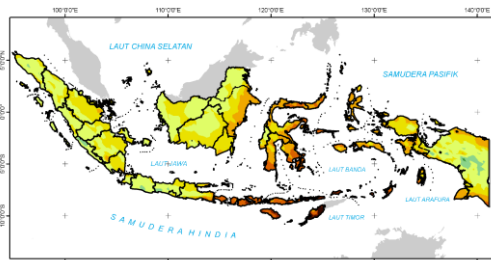 100°0'0"E 110°0'0"E 120°0'0"E 130°0'0"E 140°0'0"E
LAUT CHINA SELATAN
SAMUDERA PASIFIK
LAUT JAWA
LAUT BANDA
LAUT ARAFURA
LAUT TIMOR
SAMUDERA HINDIA